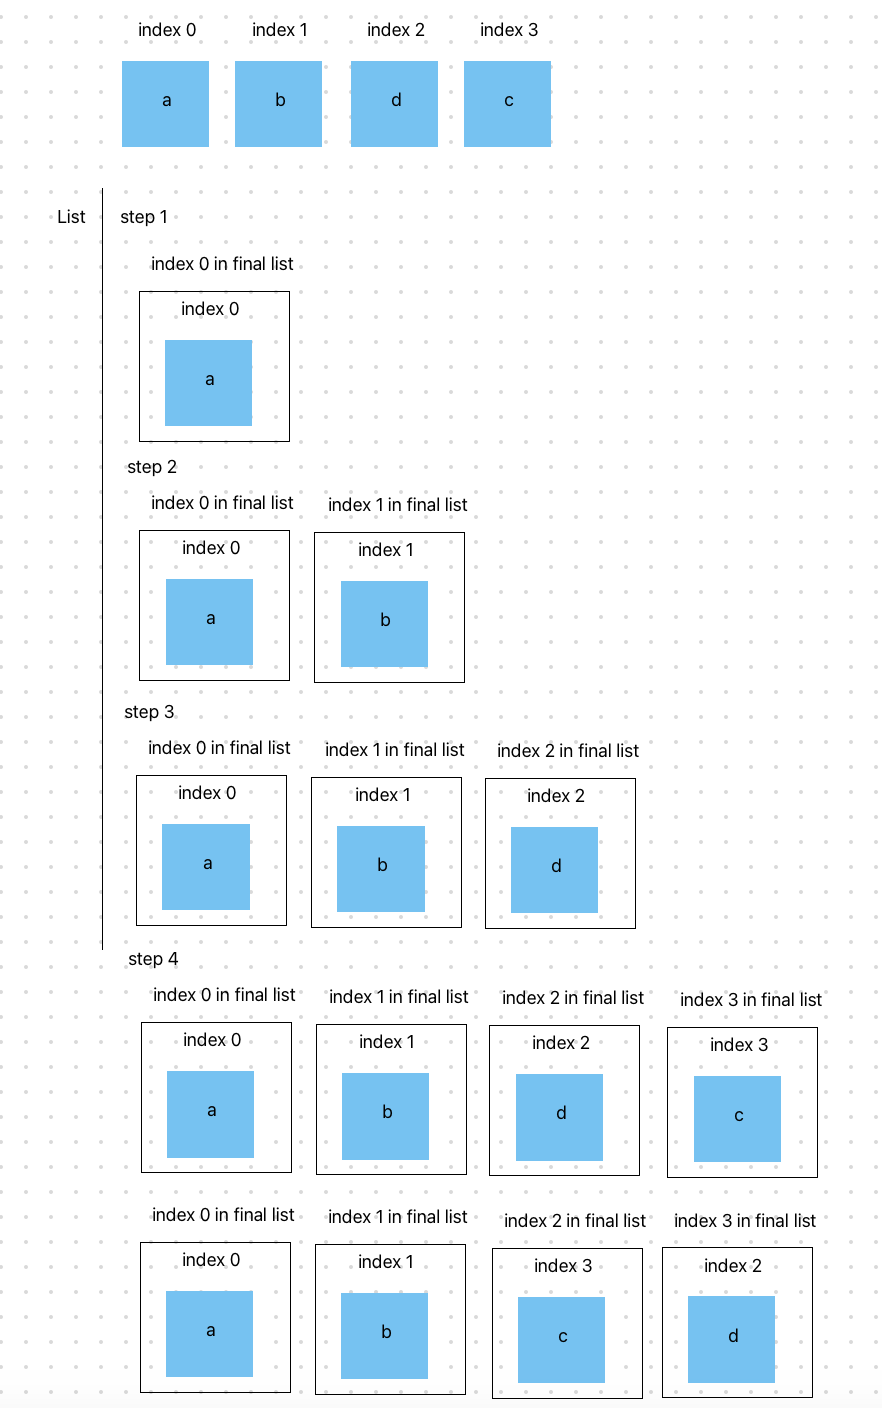 index 0 index 1 index 2 index 3
a b d c
List step 1
index 0 in final list
index 0
a
step 2
index 0 in final list index 1 in final list
index 0 index 1
a b
step 3
index 0 in final list index 1 in final list index 2 in final list
index 0 index 1 index 2
a b d
step 4
index 0 in final list index 1 in final list index 2 in final list index 3 in final list
index 0 index 1 index 2 index 3
a b d c
index 0 in final list index 1 in final list index 2 in final list index 3 in final list
index 0 index 1 index 3 index 2
a b c d